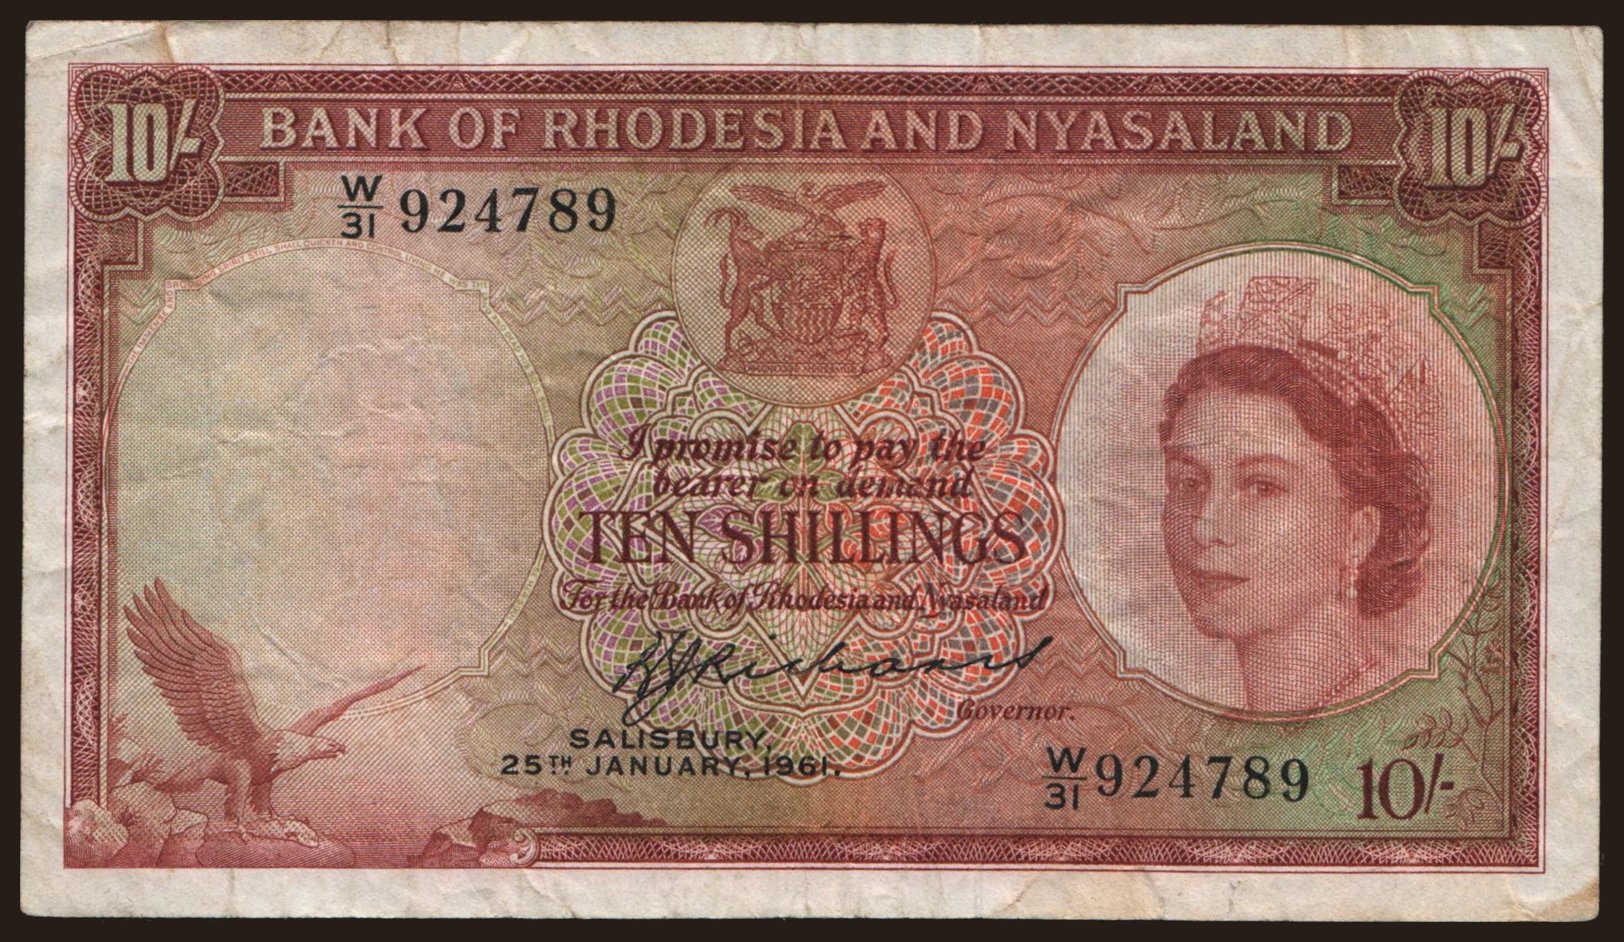 10/-
BANK OF RHODESIA AND NYASALAND
10/-
W/31 924789
I promise to pay the
bearer on demand
TEN SHILLINGS
For the Bank of Rhodesia and Nyasaland
Governor.
SALISBURY,
25TH JANUARY, 1961.
W/31 924789
10/-